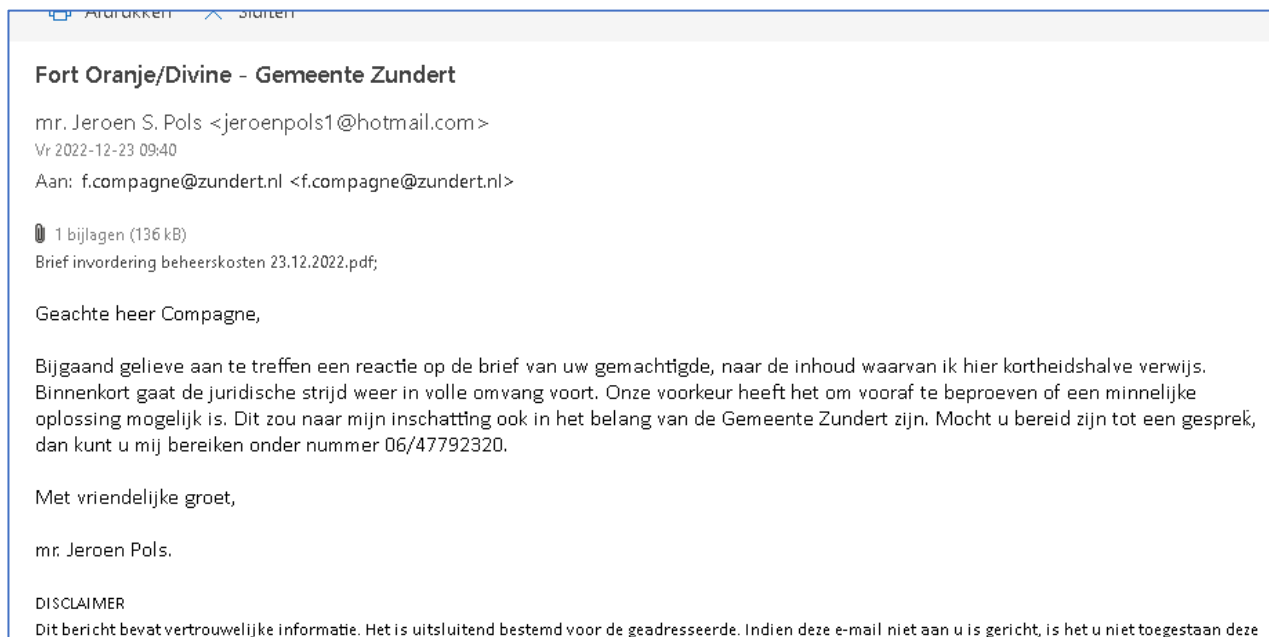 Afdrukken Sluiten
Fort Oranje/Divine - Gemeente Zundert
mr. Jeroen S. Pols <jeroenpols1@hotmail.com>
Vr 2022-12-23 09:40
Aan: f.compagne@zundert.nl <f.compagne@zundert.nl>
1 bijlagen (136 kB)
Brief invordering beheerskosten 23.12.2022.pdf;
Geachte heer Compagne,
Bijgaand gelieve aan te treffen een reactie op de brief van uw gemachtigde, naar de inhoud waarvan ik hier kortheidshalve verwijs.
Binnenkort gaat de juridische strijd weer in volle omvang voort. Onze voorkeur heeft het om vooraf te beproeven of een minnelijke
oplossing mogelijk is. Dit zou naar mijn inschatting ook in het belang van de Gemeente Zundert zijn. Mocht u bereid zijn tot een gesprek,
dan kunt u mij bereiken onder nummer 06/47792320.
Met vriendelijke groet,
mr. Jeroen Pols.
DISCLAIMER
Dit bericht bevat vertrouwelijke informatie. Het is uitsluitend bestemd voor de geadresseerde. Indien deze e-mail niet aan u is gericht, is het u niet toegestaan deze